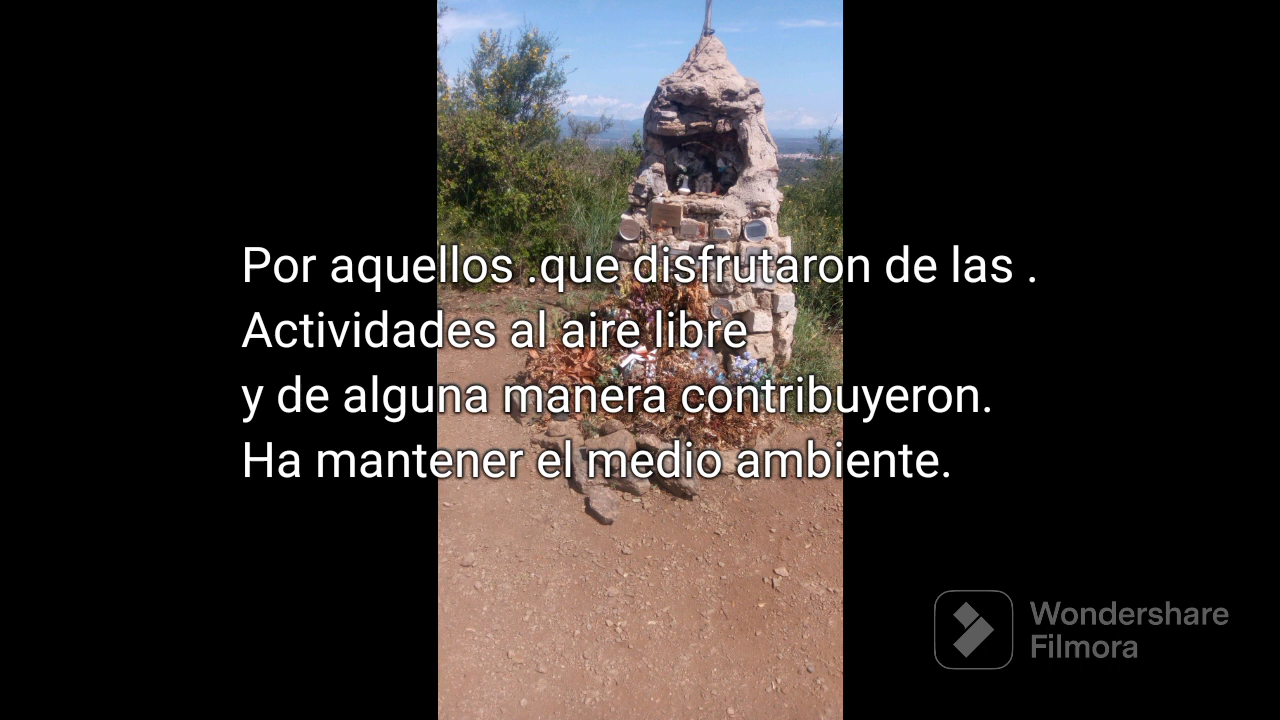 Por aquellos .que disfrutaron de las .
Actividades al aire libre
y de alguna manera contribuyeron.
Ha mantener el medio ambiente.
Wondershare
Filmora